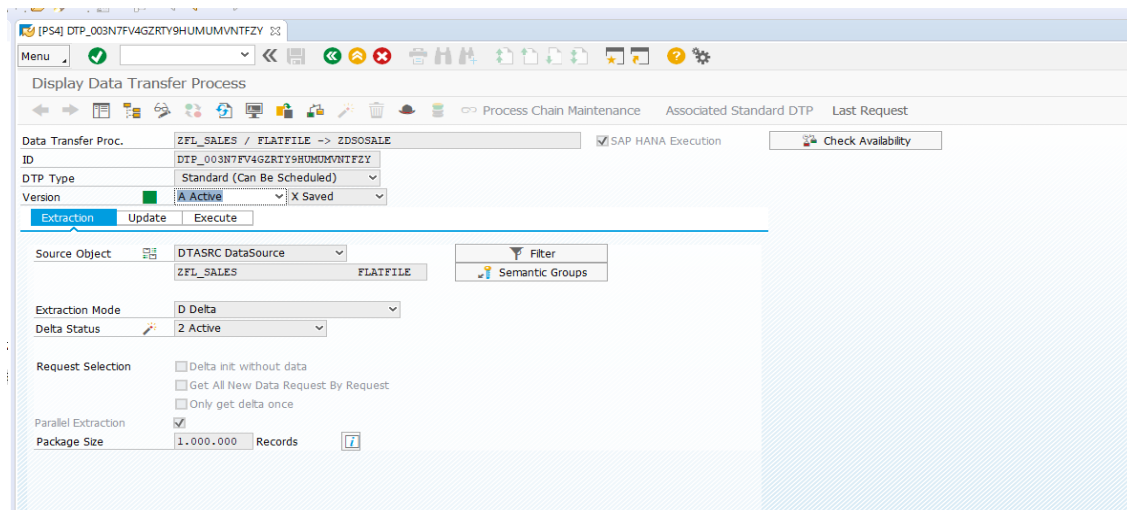 [PS4] DTP_003N7FV4GZRTY9HUMUMVNTFZY
Menu
Display Data Transfer Process
Process Chain Maintenance Associated Standard DTP Last Request
Data Transfer Proc. ZFL_SALES / FLATFILE -> ZDSOSALE SAP HANA Execution Check Availability
ID DTP_003N7FV4GZRTY9HUMUMVNTFZY
DTP Type Standard (Can Be Scheduled)
Version A Active X Saved
Extraction Update Execute
Source Object DTASRC DataSource Filter
ZFL_SALES FLATFILE Semantic Groups
Extraction Mode D Delta
Delta Status 2 Active
Request Selection Delta init without data
Get All New Data Request By Request
Only get delta once
Parallel Extraction
Package Size 1.000.000 Records